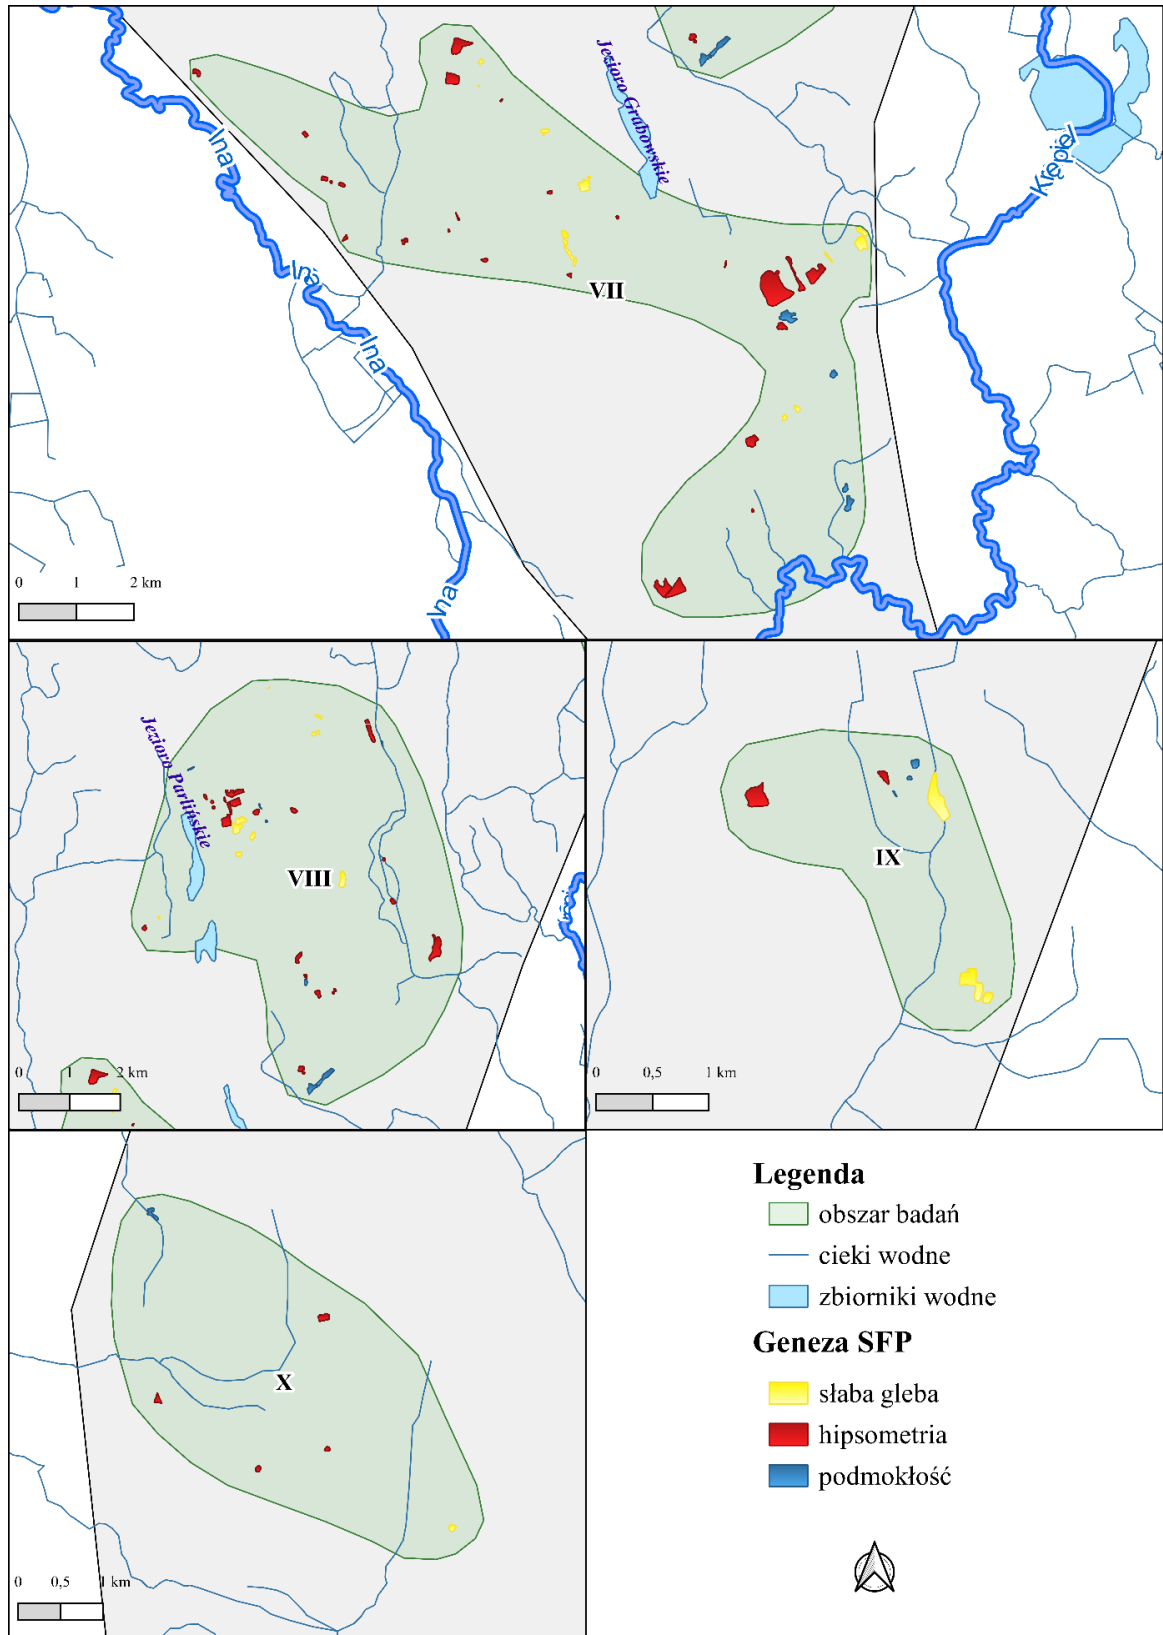 Jezioro Grabowskie
Ina
Krępiel
Ina
VII
Ina
Ina
0 1 2 km
Jezioro Parlińskie
VIII
IX
0 1 2 km
0 0,5 1 km
X
0 0,5 1 km
Legenda
obszar badań
cieki wodne
zbiorniki wodne
Geneza SFP
słaba gleba
hipsometria
podmokłość